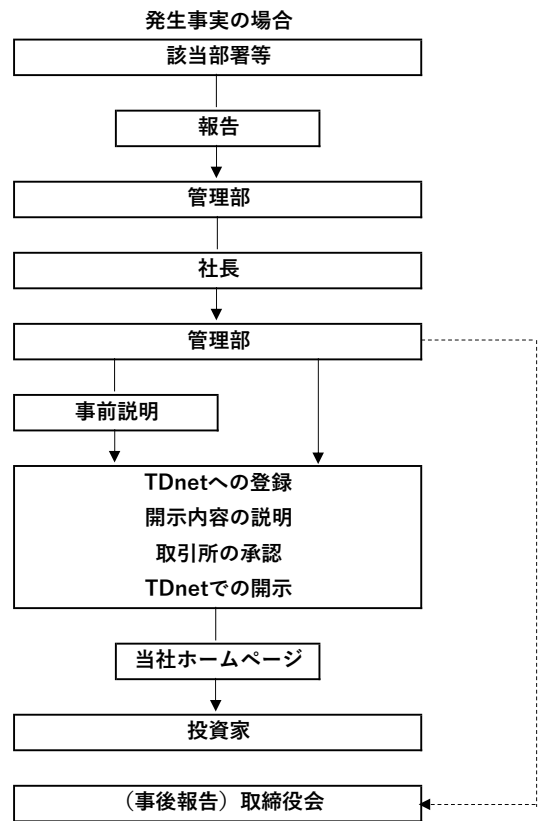 発生事実の場合
該当部署等
報告
管理部
社長
管理部
事前説明
TDnetへの登録
開示内容の説明
取引所の承認
TDnetでの開示
当社ホームページ
投資家
（事後報告）取締役会